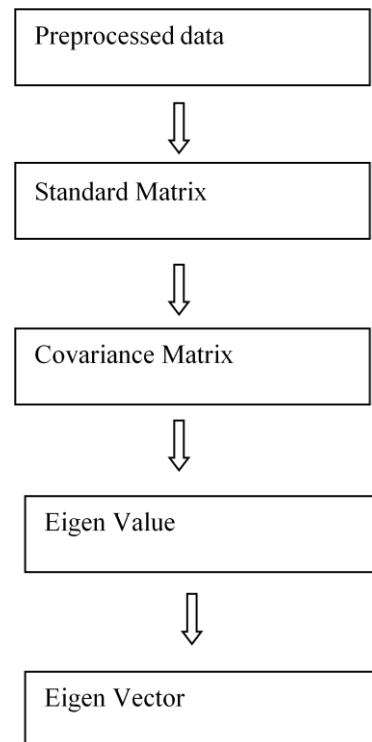 Preprocessed data
Standard Matrix
Covariance Matrix
Eigen Value
Eigen Vector